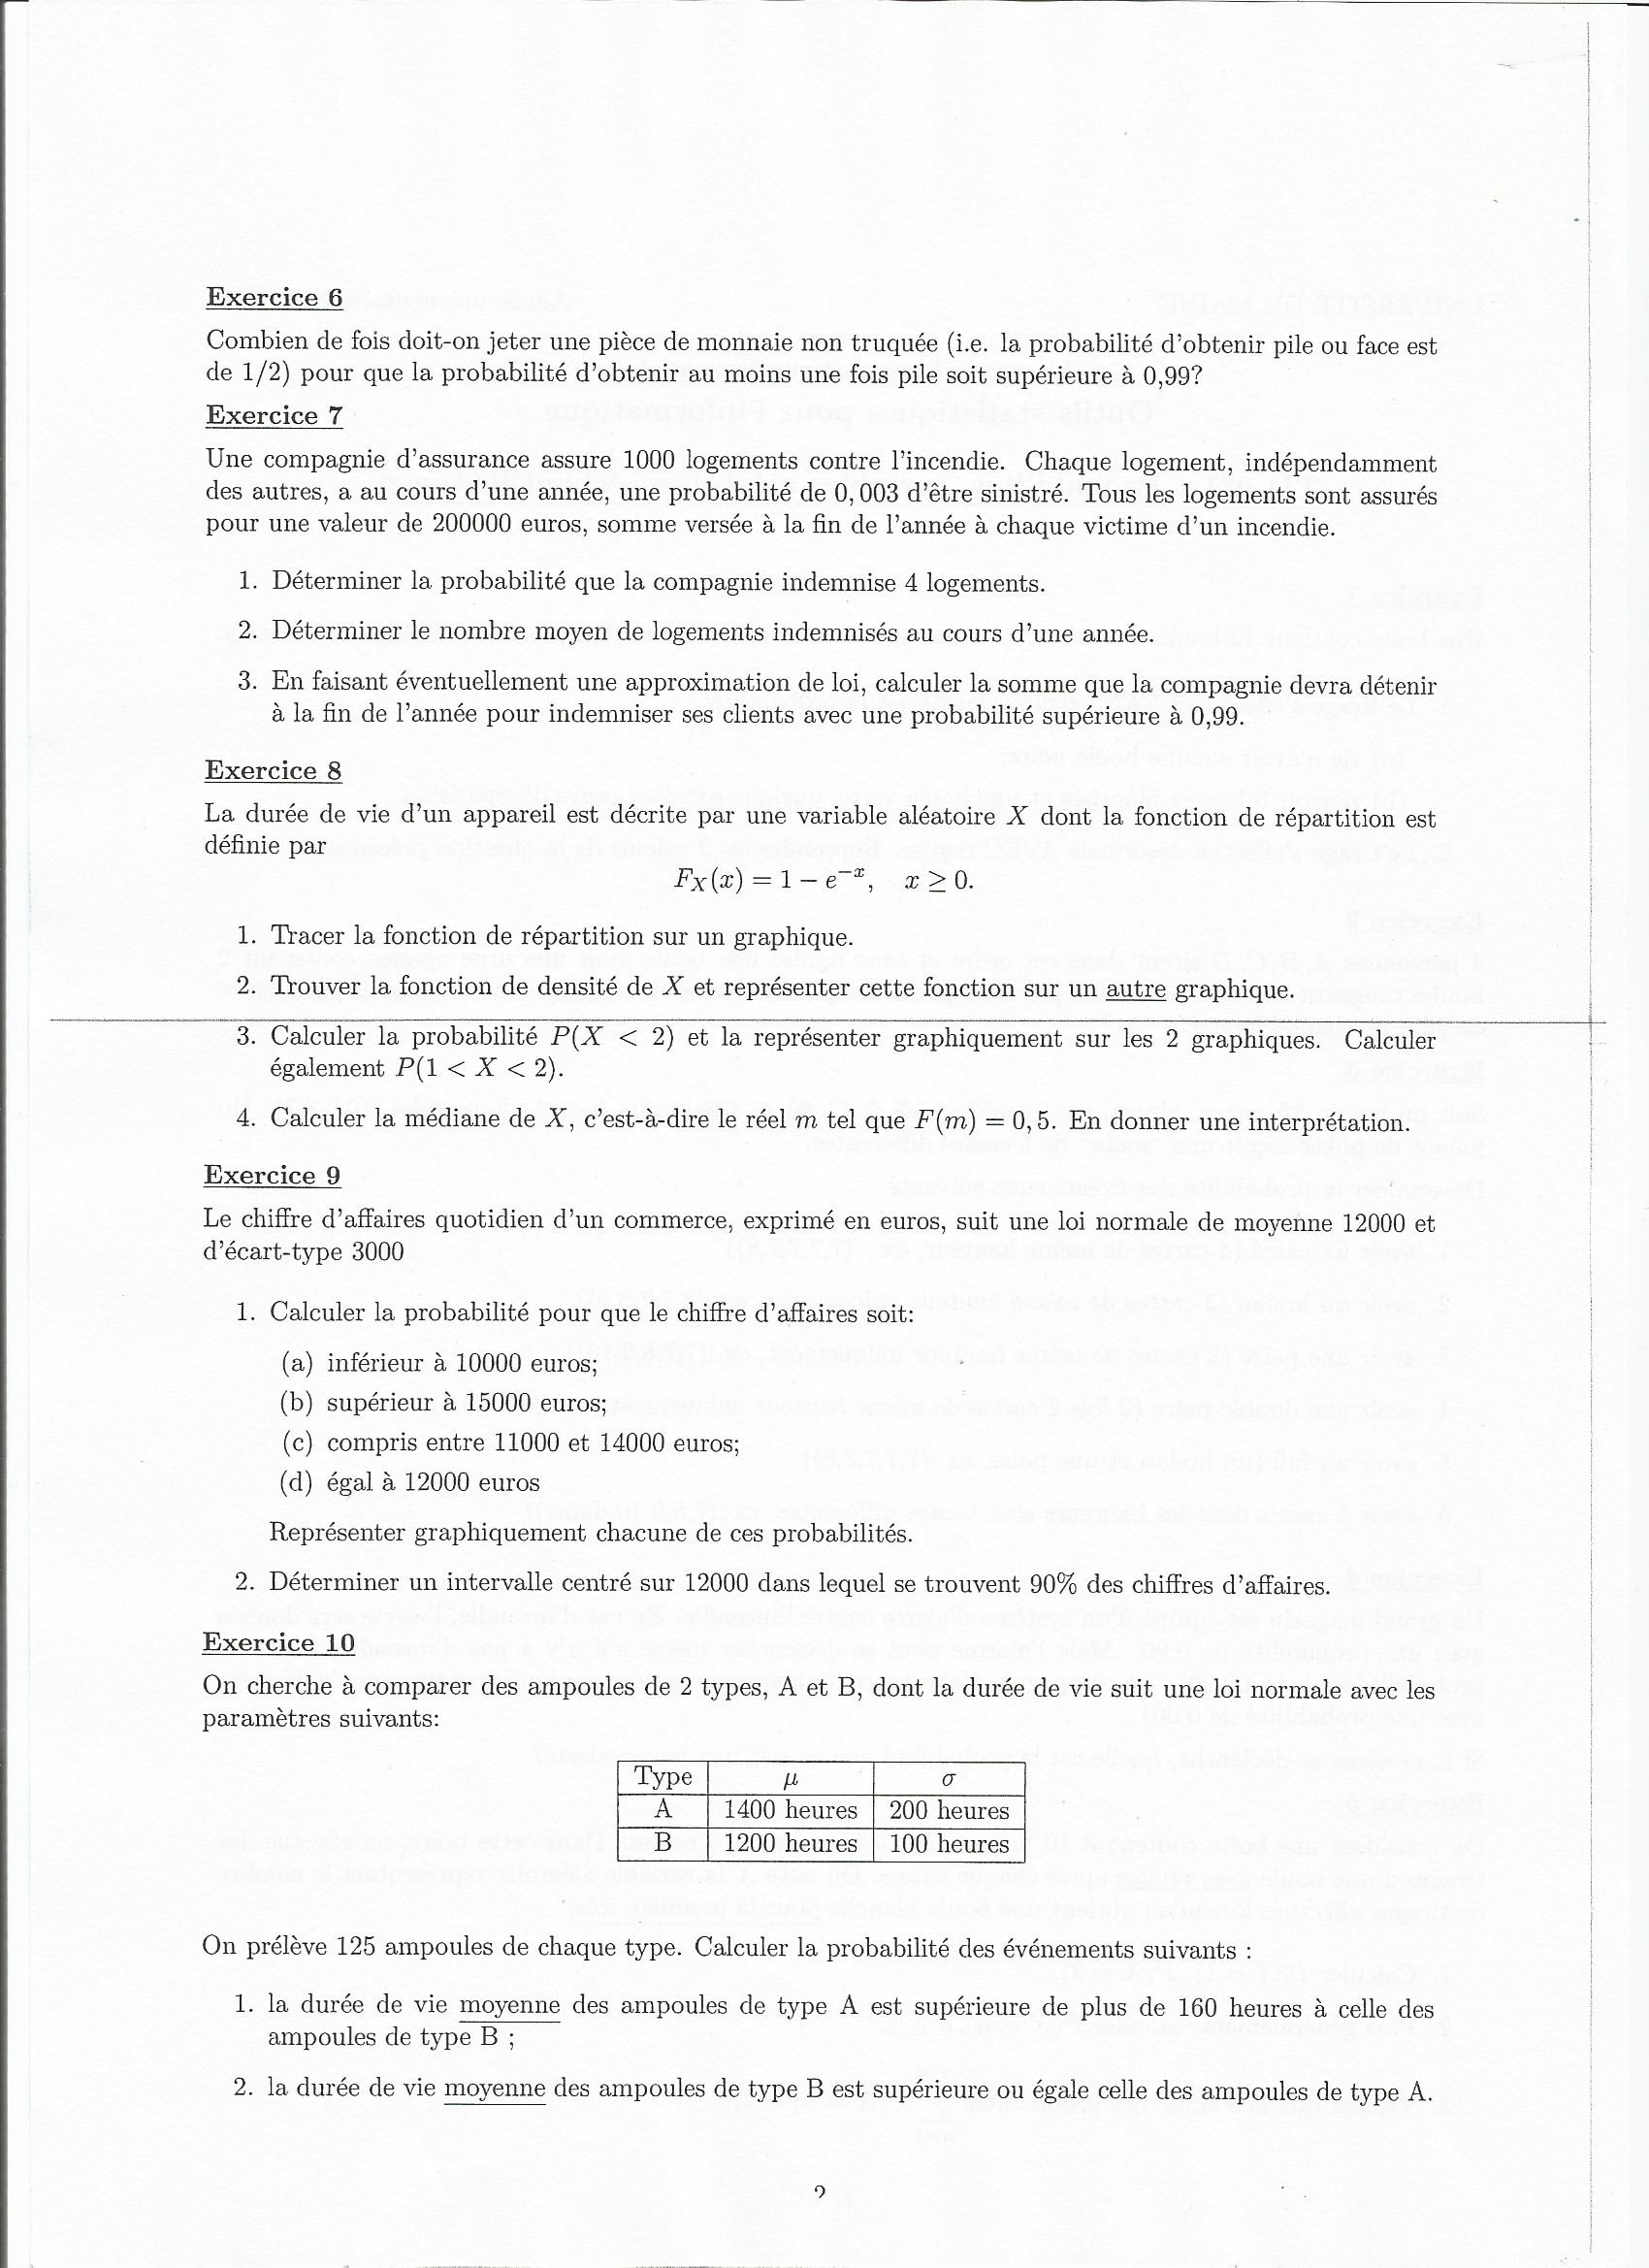 Exercice 6
Combien de fois doit-on jeter une pièce de monnaie non truquée (i.e. la probabilité d'obtenir pile ou face est
de 1/2) pour que la probabilité d'obtenir au moins une fois pile soit supérieure à 0,99?
Exercice 7
Une compagnie d'assurance assure 1000 logements contre l'incendie. Chaque logement, indépendamment
des autres, a au cours d'une année, une probabilité de 0,003 d'être sinistré. Tous les logements sont assurés
pour une valeur de 200000 euros, somme versée à la fin de l'année à chaque victime d'un incendie.
1. Déterminer la probabilité que la compagnie indemnise 4 logements.
2. Déterminer le nombre moyen de logements indemnisés au cours d'une année.
3. En faisant éventuellement une approximation de loi, calculer la somme que la compagnie devra détenir
à la fin de l'année pour indemniser ses clients avec une probabilité supérieure à 0,99.
Exercice 8
La durée de vie d'un appareil est décrite par une variable aléatoire X dont la fonction de répartition est
définie par
F_X(x) = 1 − e^{−x}, x ≥ 0.
1. Tracer la fonction de répartition sur un graphique.
2. Trouver la fonction de densité de X et représenter cette fonction sur un autre graphique.
3. Calculer la probabilité P(X < 2) et la représenter graphiquement sur les 2 graphiques. Calculer
également P(1 < X < 2).
4. Calculer la médiane de X, c'est-à-dire le réel m tel que F(m) = 0,5. En donner une interprétation.
Exercice 9
Le chiffre d'affaires quotidien d'un commerce, exprimé en euros, suit une loi normale de moyenne 12000 et
d'écart-type 3000
1. Calculer la probabilité pour que le chiffre d'affaires soit:
(a) inférieur à 10000 euros;
(b) supérieur à 15000 euros;
(c) compris entre 11000 et 14000 euros;
(d) égal à 12000 euros
Représenter graphiquement chacune de ces probabilités.
2. Déterminer un intervalle centré sur 12000 dans lequel se trouvent 90% des chiffres d'affaires.
Exercice 10
On cherche à comparer des ampoules de 2 types, A et B, dont la durée de vie suit une loi normale avec les
paramètres suivants:
Type μ σ
A 1400 heures 200 heures
B 1200 heures 100 heures
On prélève 125 ampoules de chaque type. Calculer la probabilité des événements suivants :
1. la durée de vie moyenne des ampoules de type A est supérieure de plus de 160 heures à celle des
ampoules de type B ;
2. la durée de vie moyenne des ampoules de type B est supérieure ou égale celle des ampoules de type A.